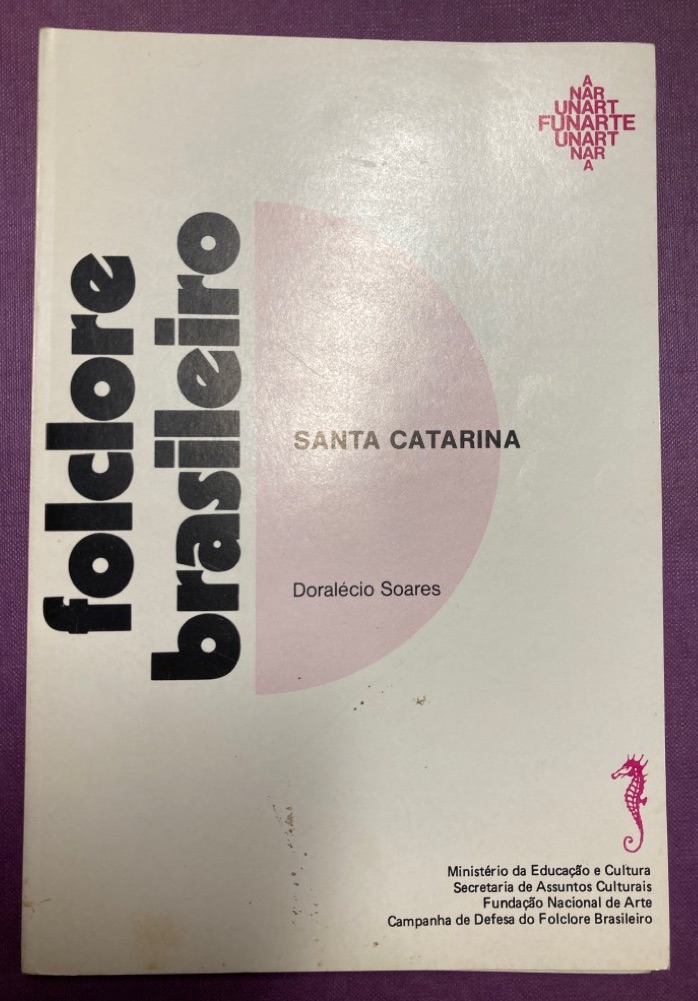 A
NAR
UNART
FUNARTE
UNART
NAR
A
folclore
brasileiro
SANTA CATARINA
Doralécio Soares
Ministério da Educação e Cultura
Secretaria de Assuntos Culturais
Fundação Nacional de Arte
Campanha de Defesa do Folclore Brasileiro